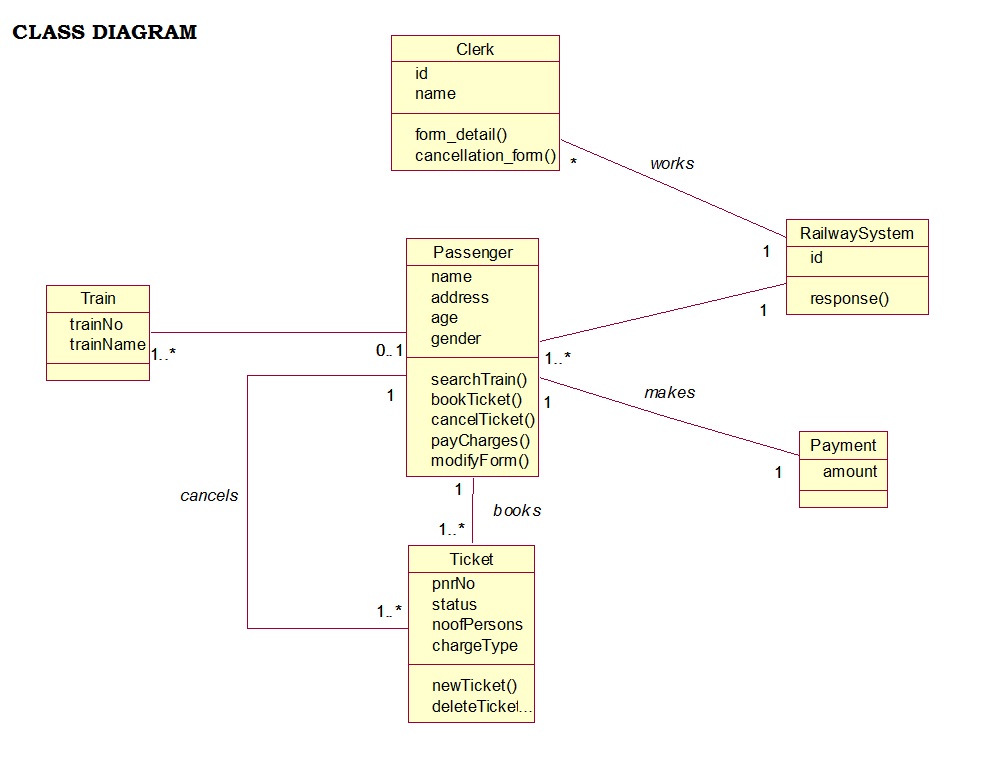 CLASS DIAGRAM
Clerk
id
name
form_detail()
cancellation_form()
*
works
1
RailwaySystem
id
response()
1
Passenger
name
address
age
gender
searchTrain()
bookTicket()
cancelTicket()
payCharges()
modifyForm()
Train
trainNo
trainName
1..*
0..1
1..*
1
1
makes
1
Payment
amount
cancels
1
books
1..*
1..*
Ticket
pnrNo
status
noofPersons
chargeType
newTicket()
deleteTicket...